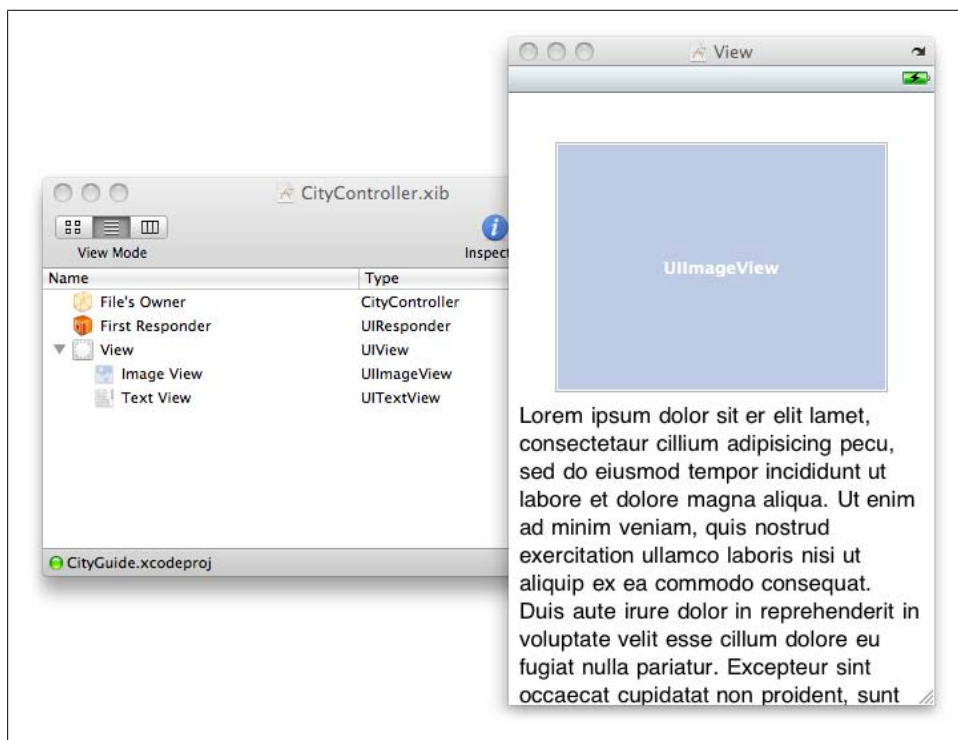 View
CityController.xib
View Mode
Inspect
Name Type
File's Owner CityController
First Responder UIResponder
View UIView
Image View UIImageView
Text View UITextView
CityGuide.xcodeproj
UIImageView
Lorem ipsum dolor sit er elit lamet,
consectetaur cillium adipisicing pecu,
sed do eiusmod tempor incididunt ut
labore et dolore magna aliqua. Ut enim
ad minim veniam, quis nostrud
exercitation ullamco laboris nisi ut
aliquip ex ea commodo consequat.
Duis aute irure dolor in reprehenderit in
voluptate velit esse cillum dolore eu
fugiat nulla pariatur. Excepteur sint
occaecat cupidatat non proident, sunt